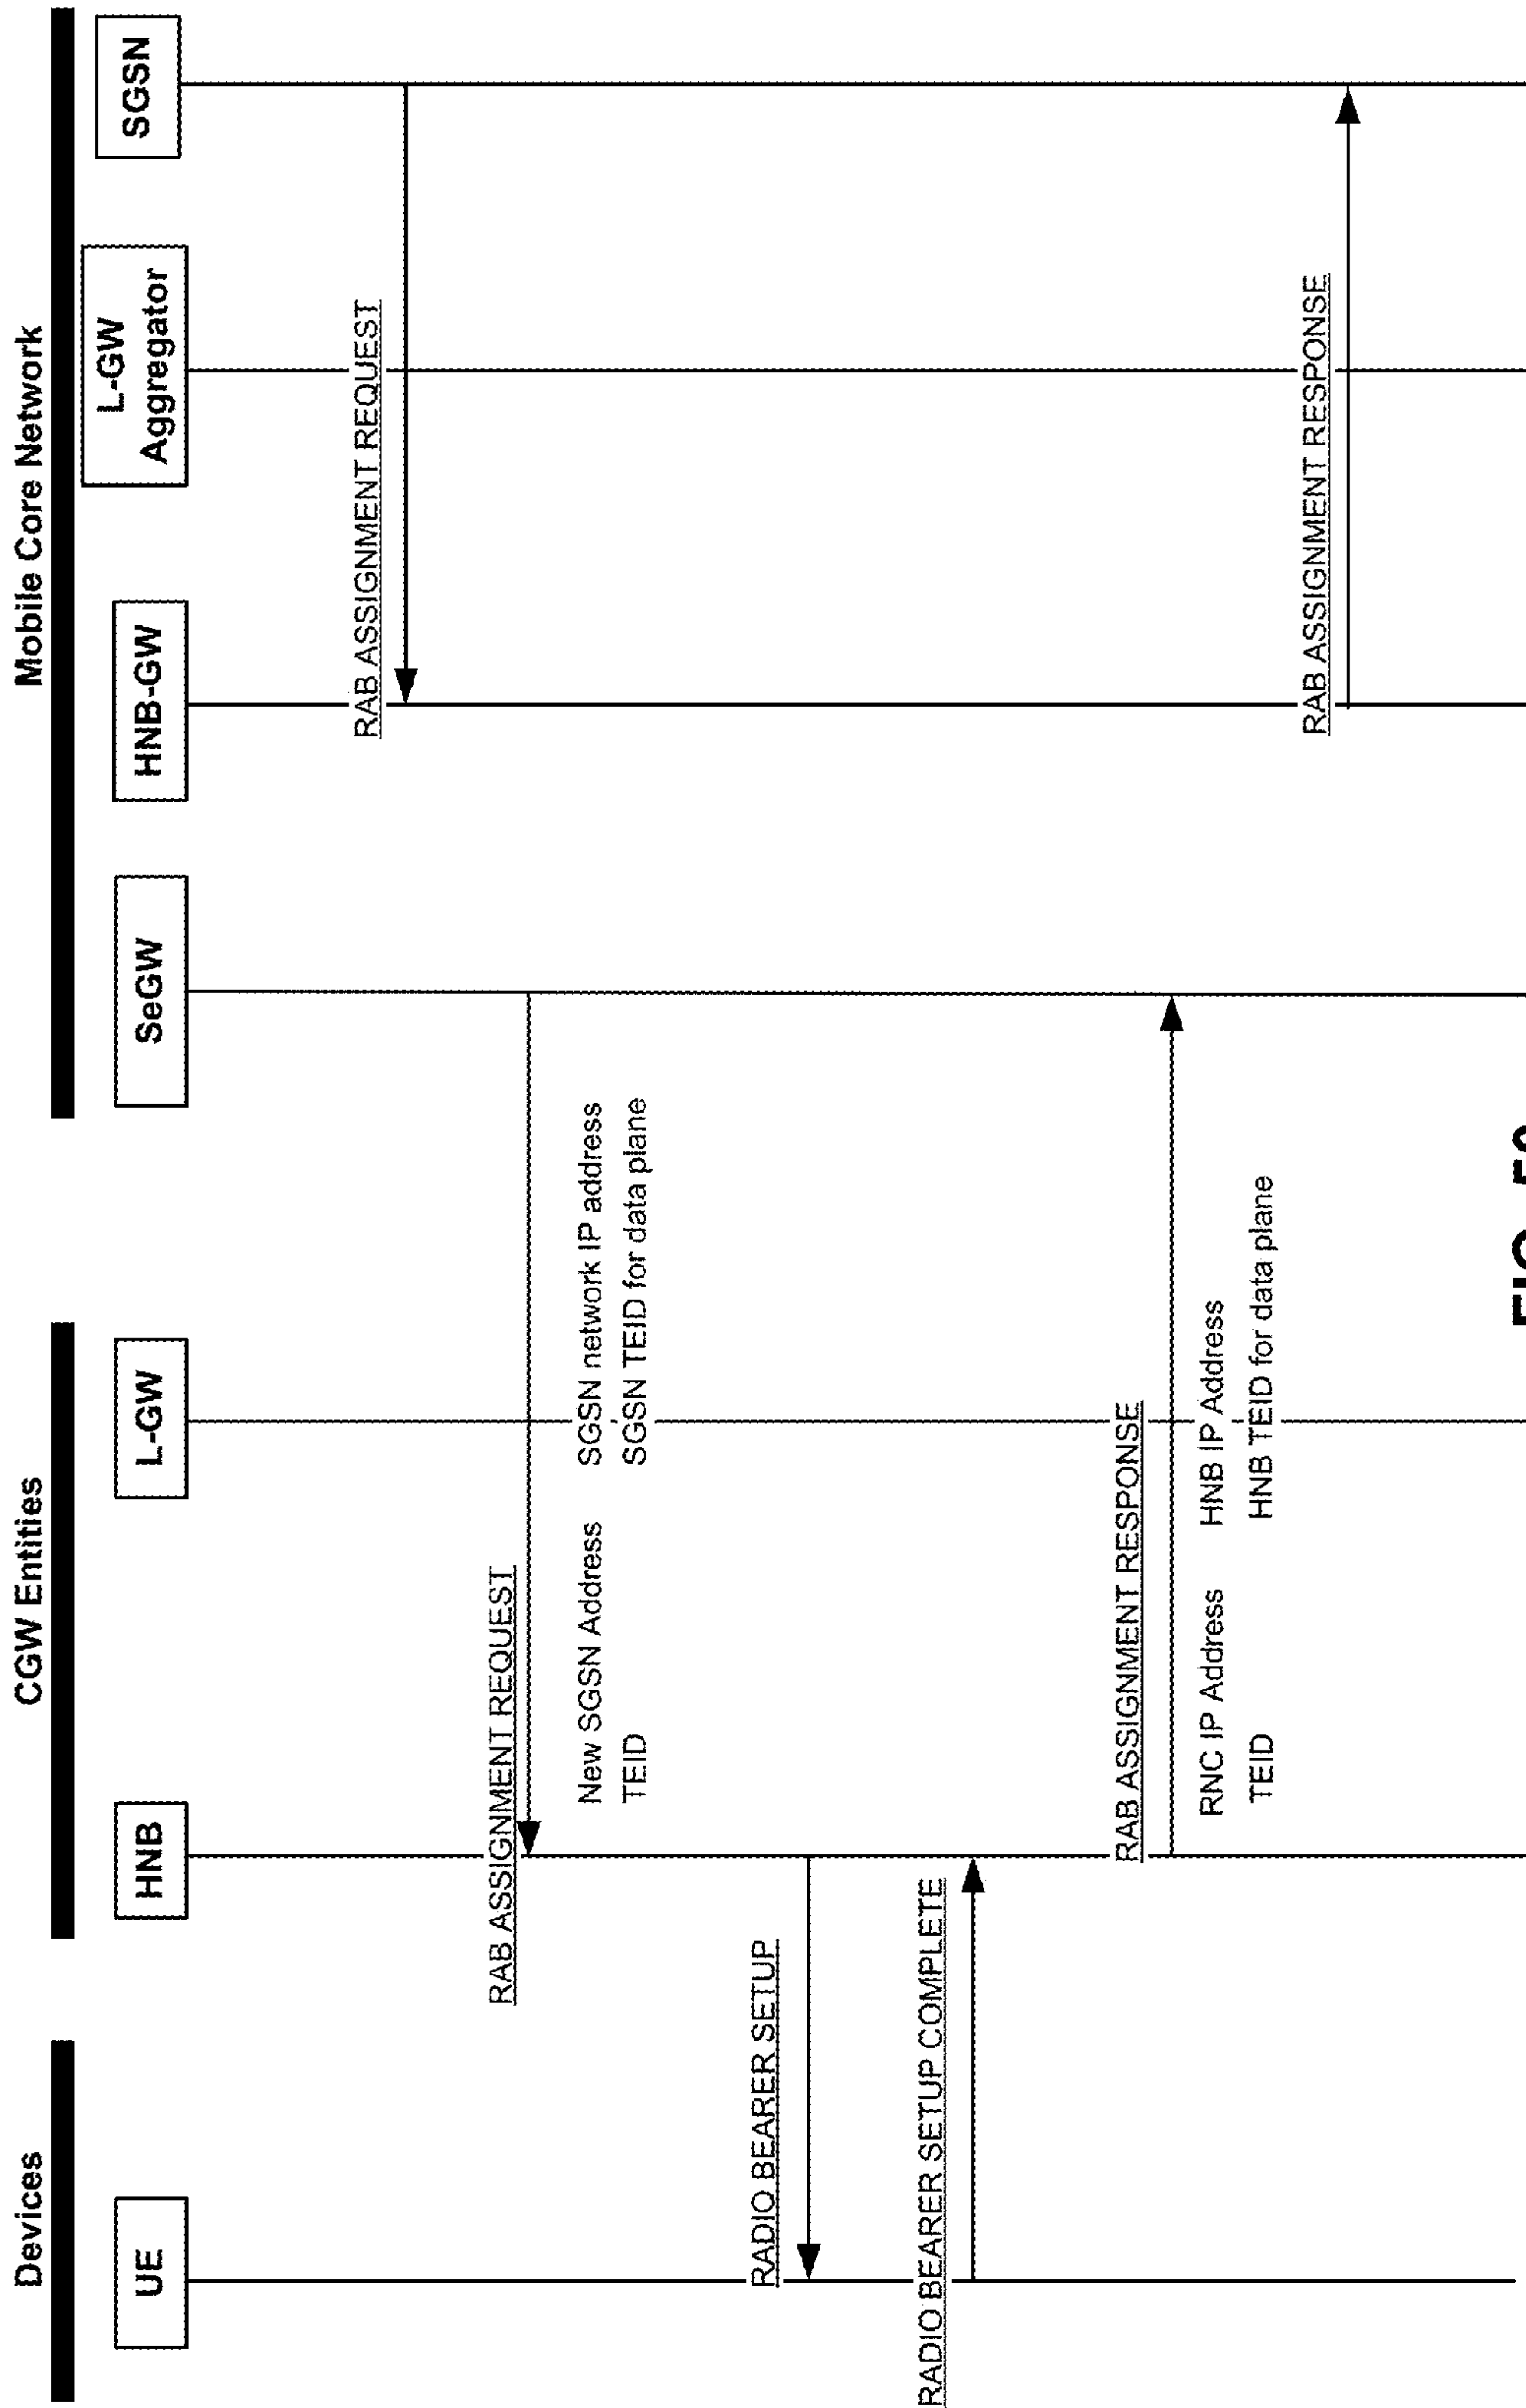 Devices
CGW Entities
Mobile Core Network
UE
HNB
L-GW
SeGW
HNB-GW
L-GW
Aggregator
SGSN
RAB ASSIGNMENT REQUEST
RAB ASSIGNMENT REQUEST
New SGSN Address SGSN network IP address
TEID SGSN TEID for data plane
RADIO BEARER SETUP
RADIO BEARER SETUP COMPLETE
RAB ASSIGNMENT RESPONSE
RNC IP Address HNB IP Address
TEID HNB TEID for data plane
RAB ASSIGNMENT RESPONSE